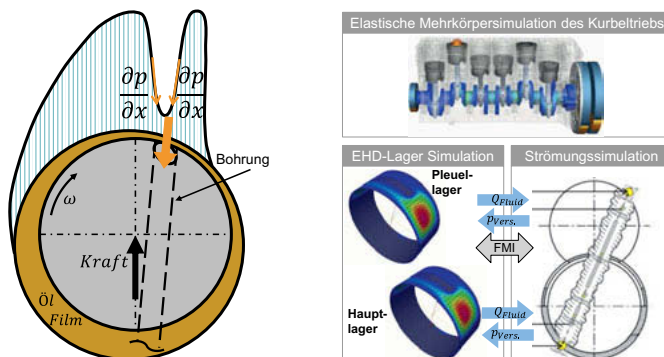 ∂p/∂x ∂p/∂x
Bohrung
ω
Kraft
Öl
Film
Elastische Mehrkörpersimulation des Kurbeltriebs
EHD-Lager Simulation
Strömungssimulation
Pleuel-
lager
Q_Fluid
p_Vers.
FMI
Haupt-
lager
Q_Fluid
p_Vers.